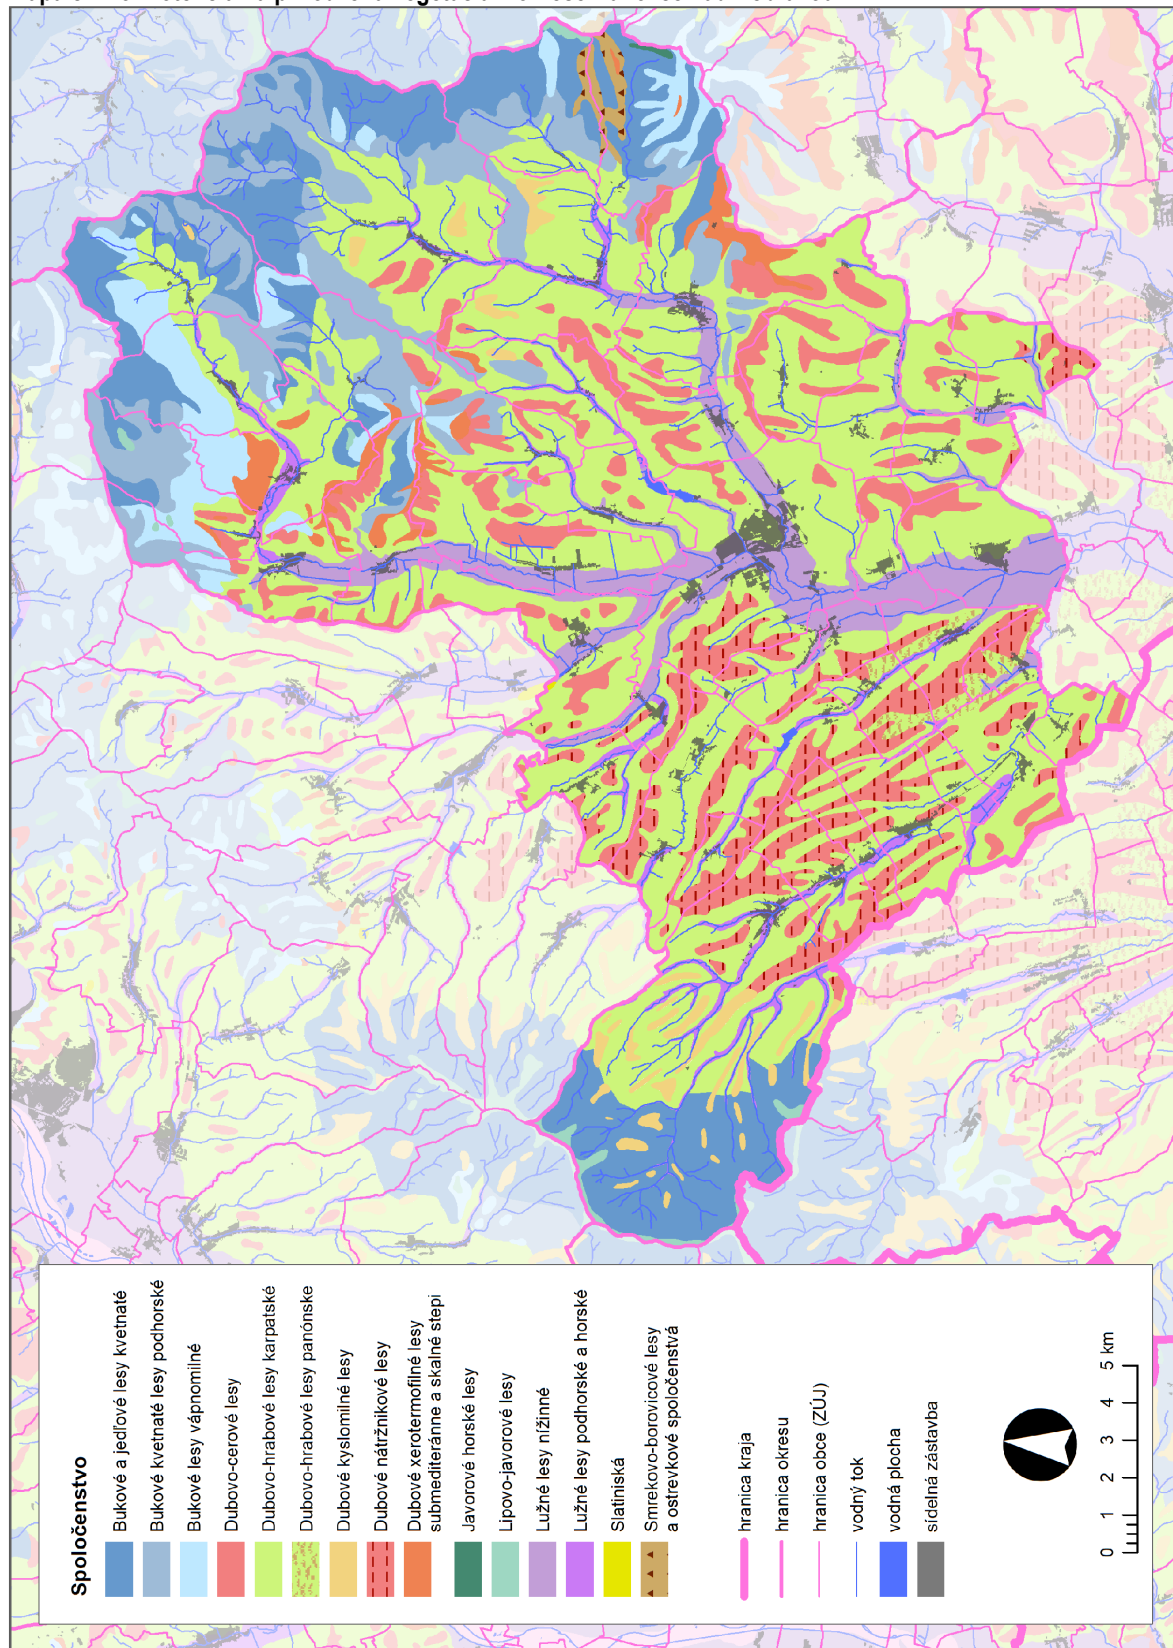 Spoločenstvo
Bukové a jedľové lesy kvetnaté
Bukové kvetnaté lesy podhorské
Bukové lesy vápnomilné
Dubovo-cerové lesy
Dubovo-hrabové lesy karpatské
Dubovo-hrabové lesy panónske
Dubové kyslomilné lesy
Dubové nátržníkové lesy
Dubové xerotermofilné lesy
submediteránne a skalné stepi
Javorové horské lesy
Lipovo-javorové lesy
Lužné lesy nížinné
Lužné lesy podhorské a horské
Slatiniská
Smrekovo-borovicové lesy
a ostrevkové spoločenstvá
hranica kraja
hranica okresu
hranica obce (ZÚJ)
vodný tok
vodná plocha
sídelná zástavba
0 1 2 3 4 5 km